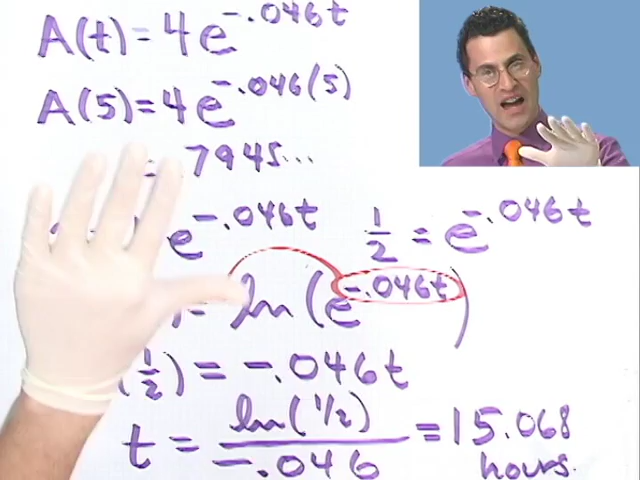 A(t) = 4e^-.046t
A(5) = 4e^-.046(5)
= .7945...
e^-.046t
1/2 = e^-.046t
= ln(e^-.046t)
(1/2) = -.046t
t = ln(1/2) / -.046 = 15.068
hours.